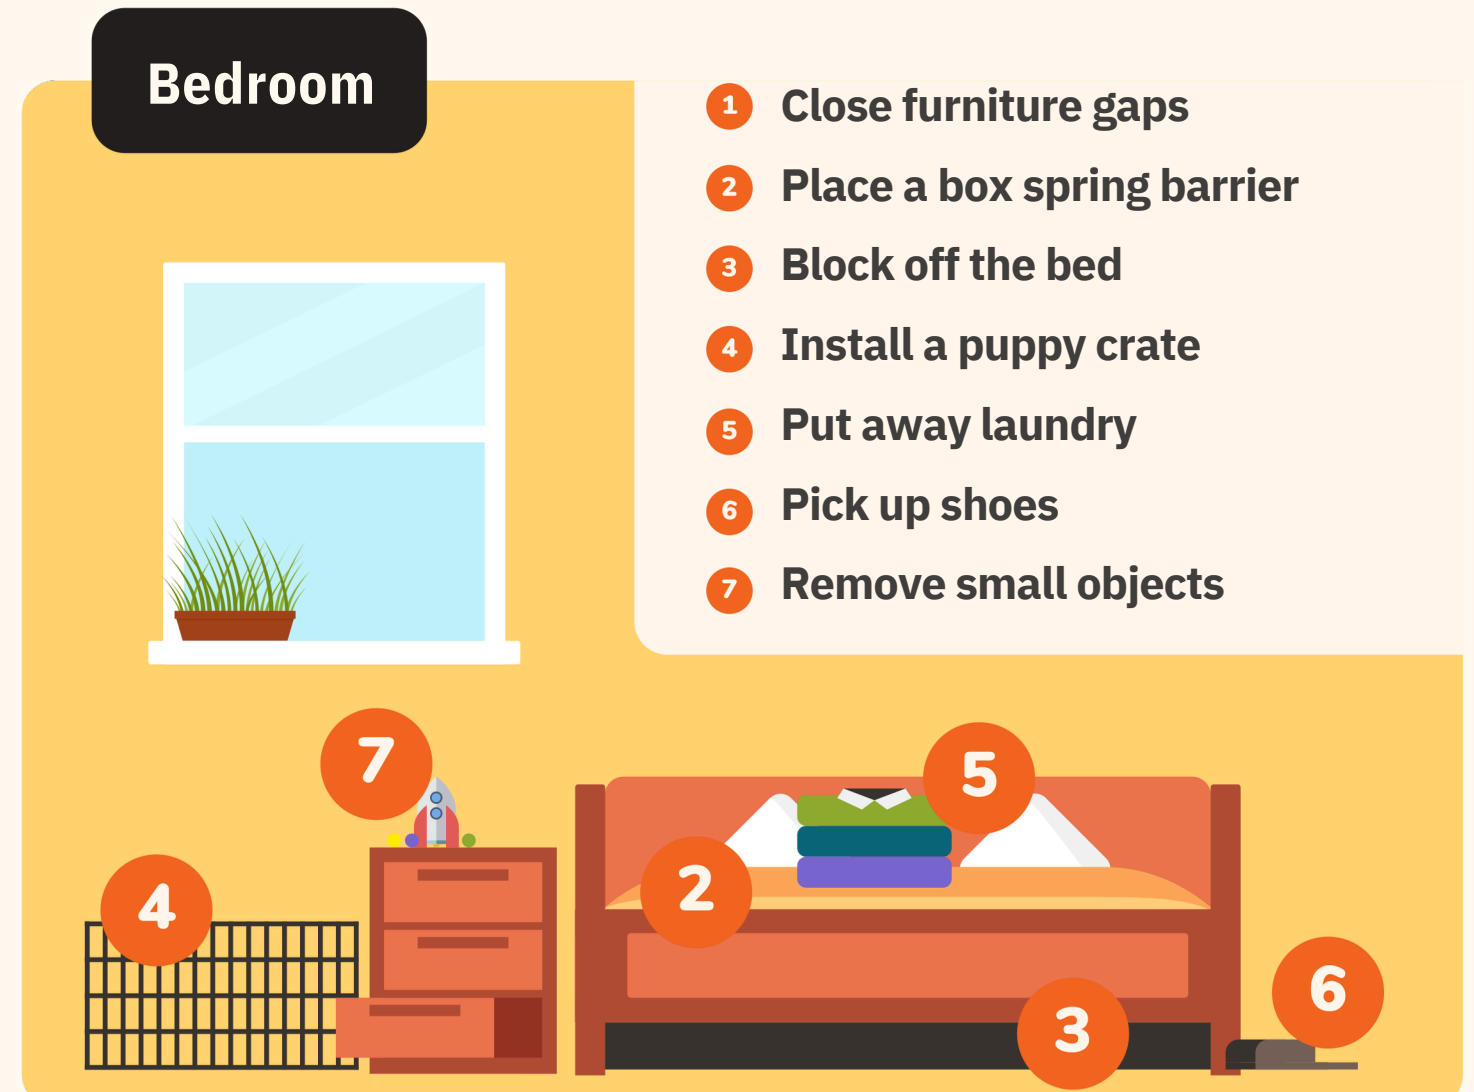 Bedroom
1 Close furniture gaps
2 Place a box spring barrier
3 Block off the bed
4 Install a puppy crate
5 Put away laundry
6 Pick up shoes
7 Remove small objects
7
5
2
4
3
6